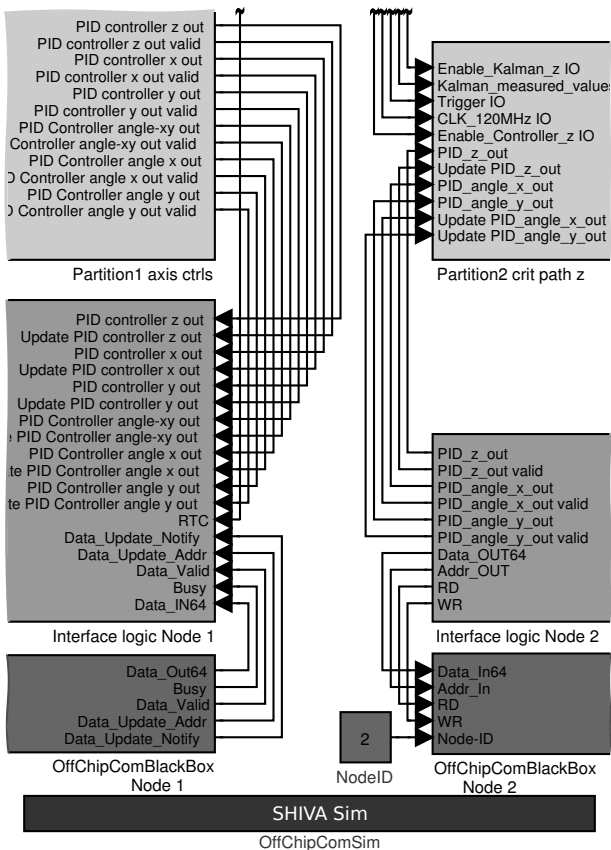 PID controller z out
PID controller z out valid
PID controller x out
PID controller x out valid
PID controller y out
PID controller y out valid
PID Controller angle-xy out
Controller angle-xy out valid
PID Controller angle x out
Controller angle x out valid
PID Controller angle y out
Controller angle y out valid
Partition1 axis ctrls
PID controller z out
Update PID controller z out
PID controller x out
Update PID controller x out
PID controller y out
Update PID controller y out
PID Controller angle-xy out
PID Controller angle-xy out
PID Controller angle x out
te PID Controller angle x out
PID Controller angle y out
te PID Controller angle y out
RTC
Data_Update_Notify
Data_Update_Addr
Data_Valid
Busy
Data_IN64
Interface logic Node 1
Data_Out64
Busy
Data_Valid
Data_Update_Addr
Data_Update_Notify
OffChipComBlackBox
Node 1
Enable_Kalman_z IO
Kalman_measured_values
Trigger IO
CLK_120MHz IO
Enable_Controller_z IO
PID_z_out
Update PID_z_out
PID_angle_x_out
PID_angle_y_out
Update PID_angle_x_out
Update PID_angle_y_out
Partition2 crit path z
PID_z_out
PID_z_out valid
PID_angle_x_out
PID_angle_x_out valid
PID_angle_y_out
PID_angle_y_out valid
Data_OUT64
Addr_OUT
RD
WR
Interface logic Node 2
Data_In64
Addr_In
RD
WR
Node-ID
2
NodeID
OffChipComBlackBox
Node 2
SHIVA Sim
OffChipComSim